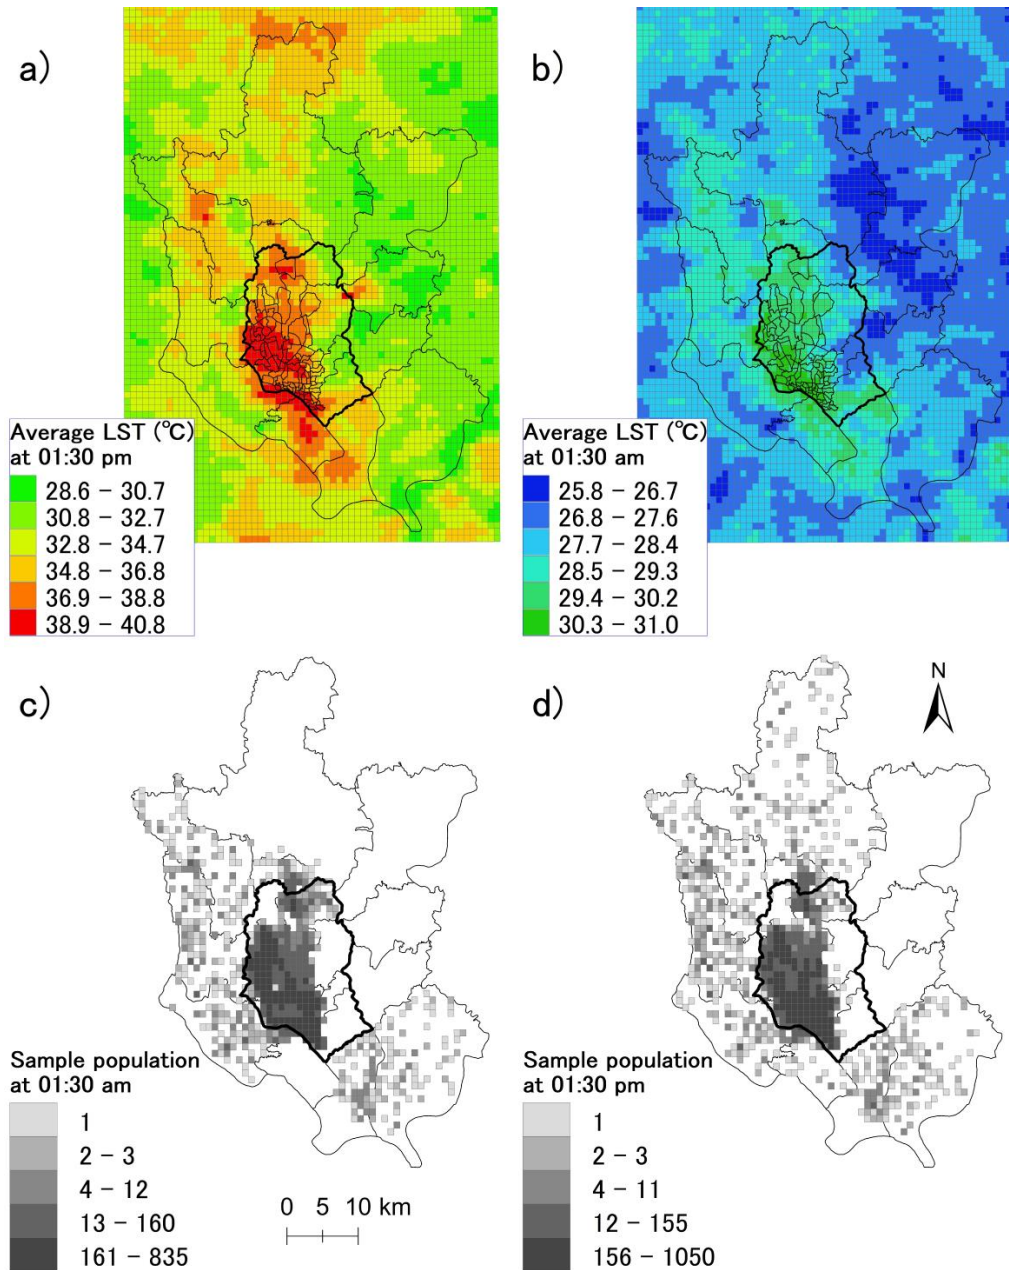 a)
b)
Average LST (℃)
at 01:30 pm
28.6 – 30.7
30.8 – 32.7
32.8 – 34.7
34.8 – 36.8
36.9 – 38.8
38.9 – 40.8
Average LST (℃)
at 01:30 am
25.8 – 26.7
26.8 – 27.6
27.7 – 28.4
28.5 – 29.3
29.4 – 30.2
30.3 – 31.0
c)
d)
N
Sample population
at 01:30 am
1
2 – 3
4 – 12
13 – 160
161 – 835
0 5 10 km
Sample population
at 01:30 pm
1
2 – 3
4 – 11
12 – 155
156 – 1050